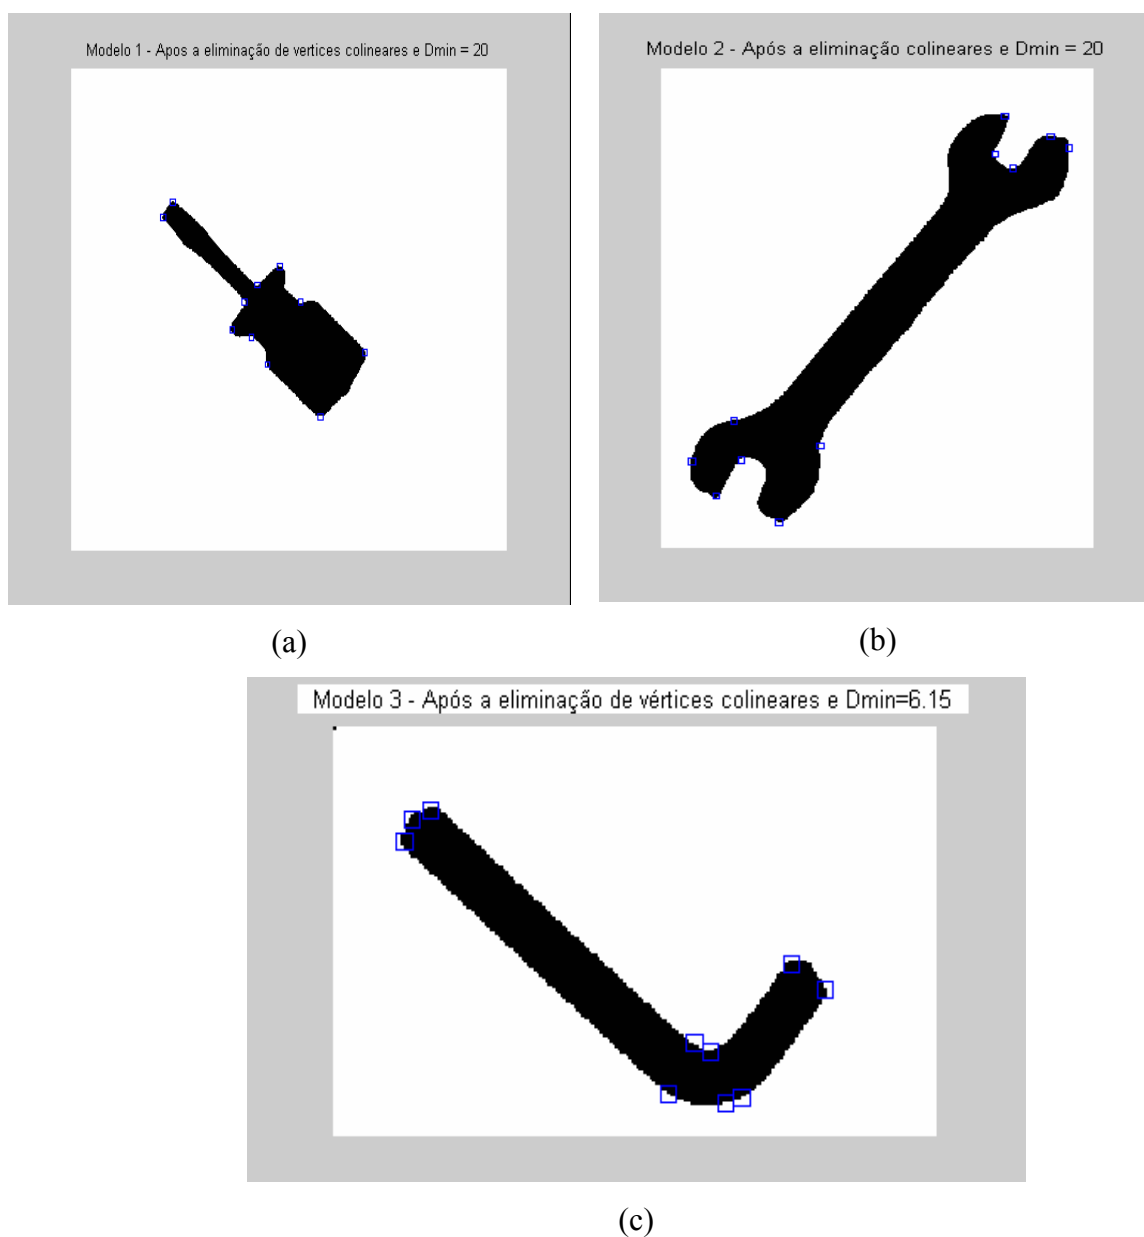 Modelo 1 - Apos a eliminação de vertices colineares e Dmin = 20
Modelo 2 - Após a eliminação colineares e Dmin = 20
(a)
(b)
Modelo 3 - Após a eliminação de vértices colineares e Dmin=6.15
(c)